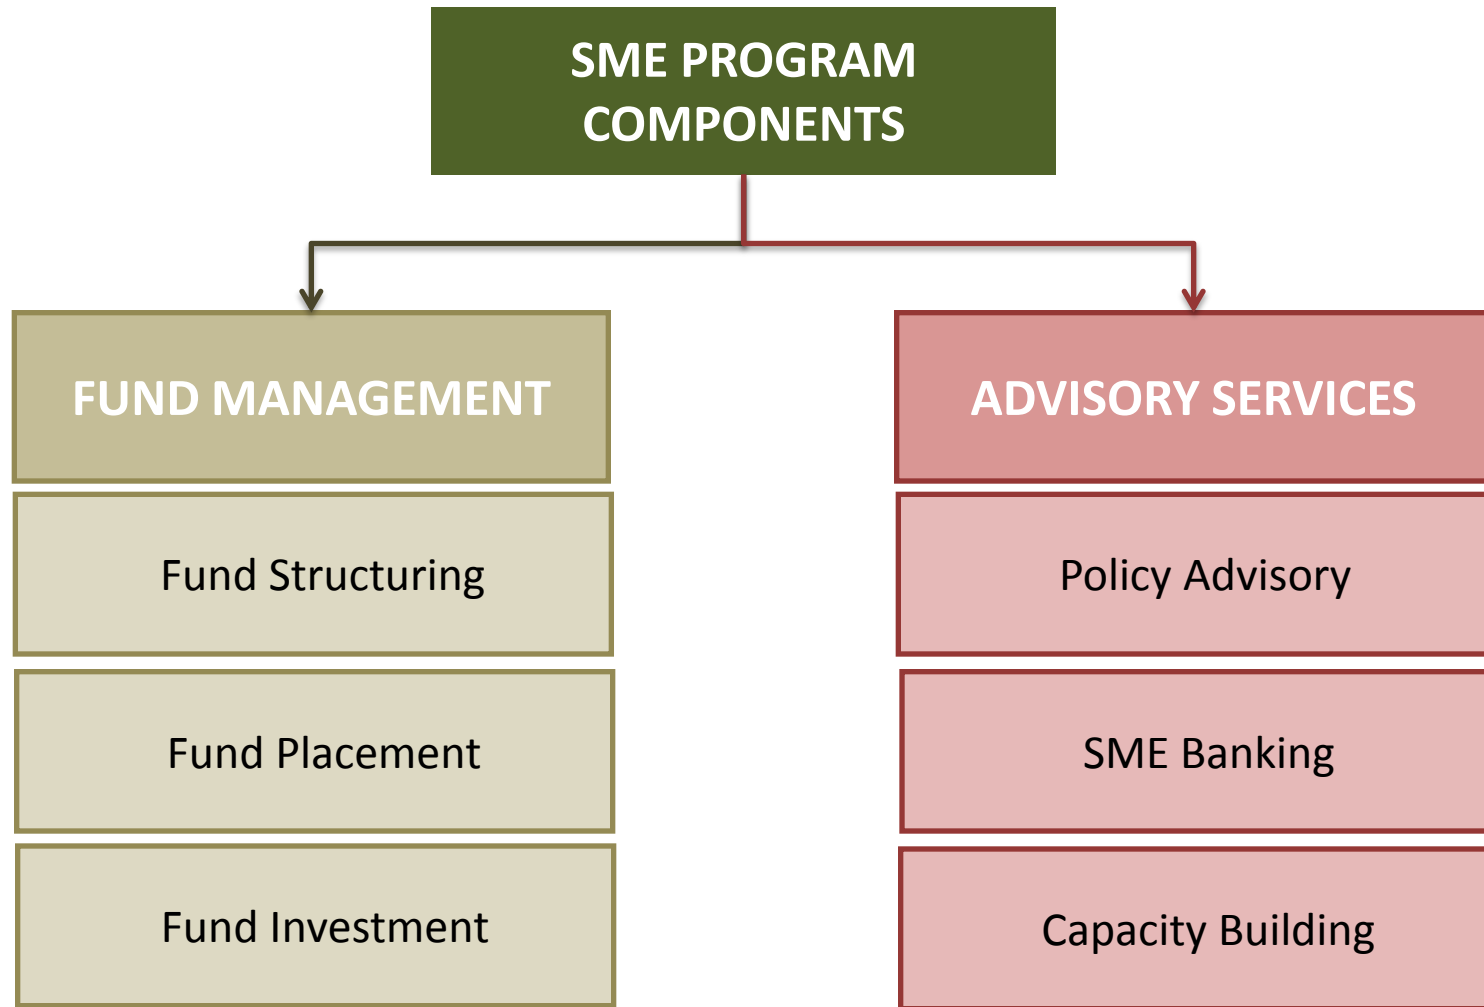 SME PROGRAM
COMPONENTS
FUND MANAGEMENT
Fund Structuring
Fund Placement
Fund Investment
ADVISORY SERVICES
Policy Advisory
SME Banking
Capacity Building